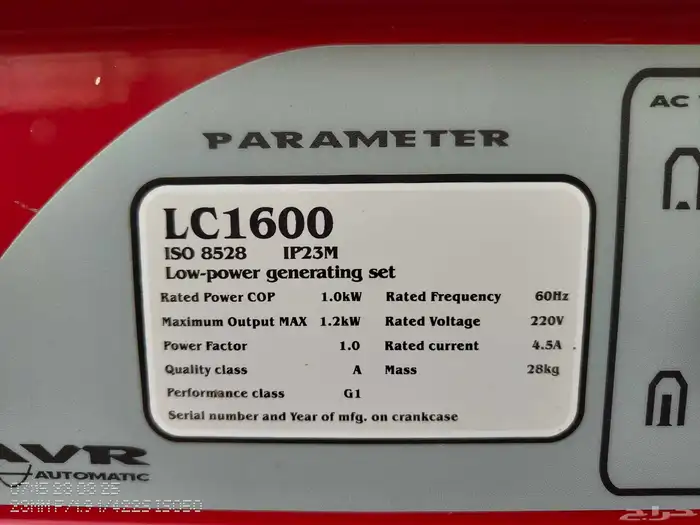 PARAMETER
AC
LC1600
ISO 8528 IP23M
Low-power generating set
Rated Power COP 1.0kW Rated Frequency 60Hz
Maximum Output MAX 1.2kW Rated Voltage 220V
Power Factor 1.0 Rated current 4.5A
Quality class A Mass 28kg
Performance class G1
Serial number and Year of mfg. on crankcase
AVR
AUTOMATIC
حراج